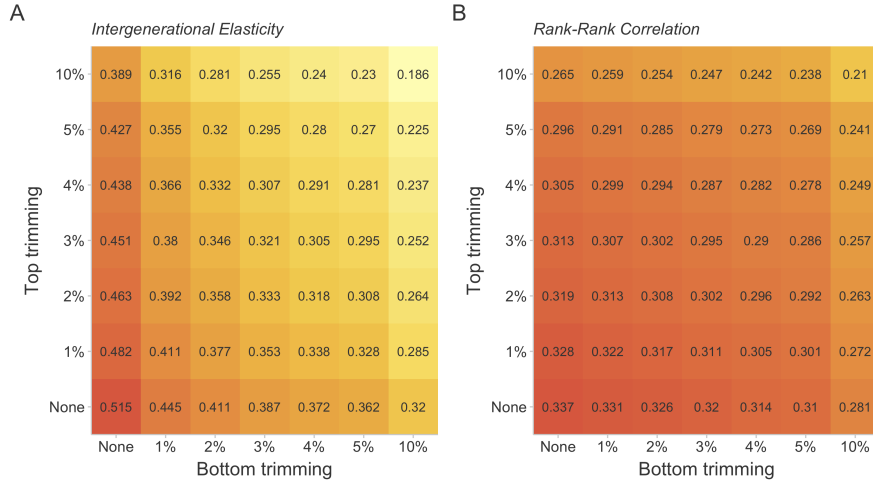 A
Intergenerational Elasticity
10% 0.389 0.316 0.281 0.255 0.24 0.23 0.186
5% 0.427 0.355 0.32 0.295 0.28 0.27 0.225
4% 0.438 0.366 0.332 0.307 0.291 0.281 0.237
3% 0.451 0.38 0.346 0.321 0.305 0.295 0.252
2% 0.463 0.392 0.358 0.333 0.318 0.308 0.264
1% 0.482 0.411 0.377 0.353 0.338 0.328 0.285
None 0.515 0.445 0.411 0.387 0.372 0.362 0.32
None 1% 2% 3% 4% 5% 10%
Top trimming
Bottom trimming
B
Rank-Rank Correlation
10% 0.265 0.259 0.254 0.247 0.242 0.238 0.21
5% 0.296 0.291 0.285 0.279 0.273 0.269 0.241
4% 0.305 0.299 0.294 0.287 0.282 0.278 0.249
3% 0.313 0.307 0.302 0.295 0.29 0.286 0.257
2% 0.319 0.313 0.308 0.302 0.296 0.292 0.263
1% 0.328 0.322 0.317 0.311 0.305 0.301 0.272
None 0.337 0.331 0.326 0.32 0.314 0.31 0.281
None 1% 2% 3% 4% 5% 10%
Top trimming
Bottom trimming